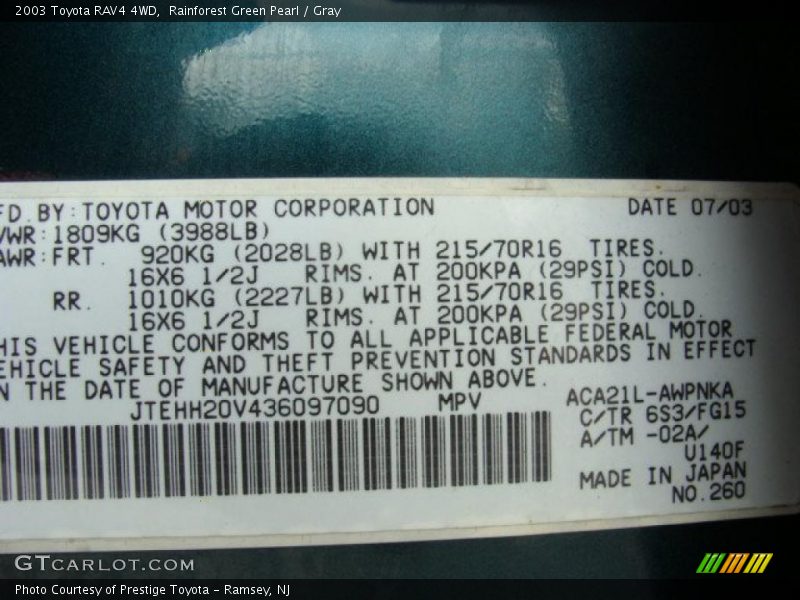 2003 Toyota RAV4 4WD,  Rainforest Green Pearl / Gray
FD.BY:TOYOTA MOTOR CORPORATION DATE 07/03
VWR:1809KG (3988LB)
AWR:FRT. 920KG (2028LB) WITH 215/70R16 TIRES.
16X6 1/2J RIMS. AT 200KPA (29PSI) COLD.
RR. 1010KG (2227LB) WITH 215/70R16 TIRES.
16X6 1/2J RIMS. AT 200KPA (29PSI) COLD.
HIS VEHICLE CONFORMS TO ALL APPLICABLE FEDERAL MOTOR
EHICLE SAFETY AND THEFT PREVENTION STANDARDS IN EFFECT
N THE DATE OF MANUFACTURE SHOWN ABOVE.
JTEHH20V436097090 MPV ACA21L-AWPNKA
C/TR 6S3/FG15
A/TM -02A/
U140F
MADE IN JAPAN
NO.260
GTCARLOT.COM
Photo Courtesy of Prestige Toyota - Ramsey, NJ